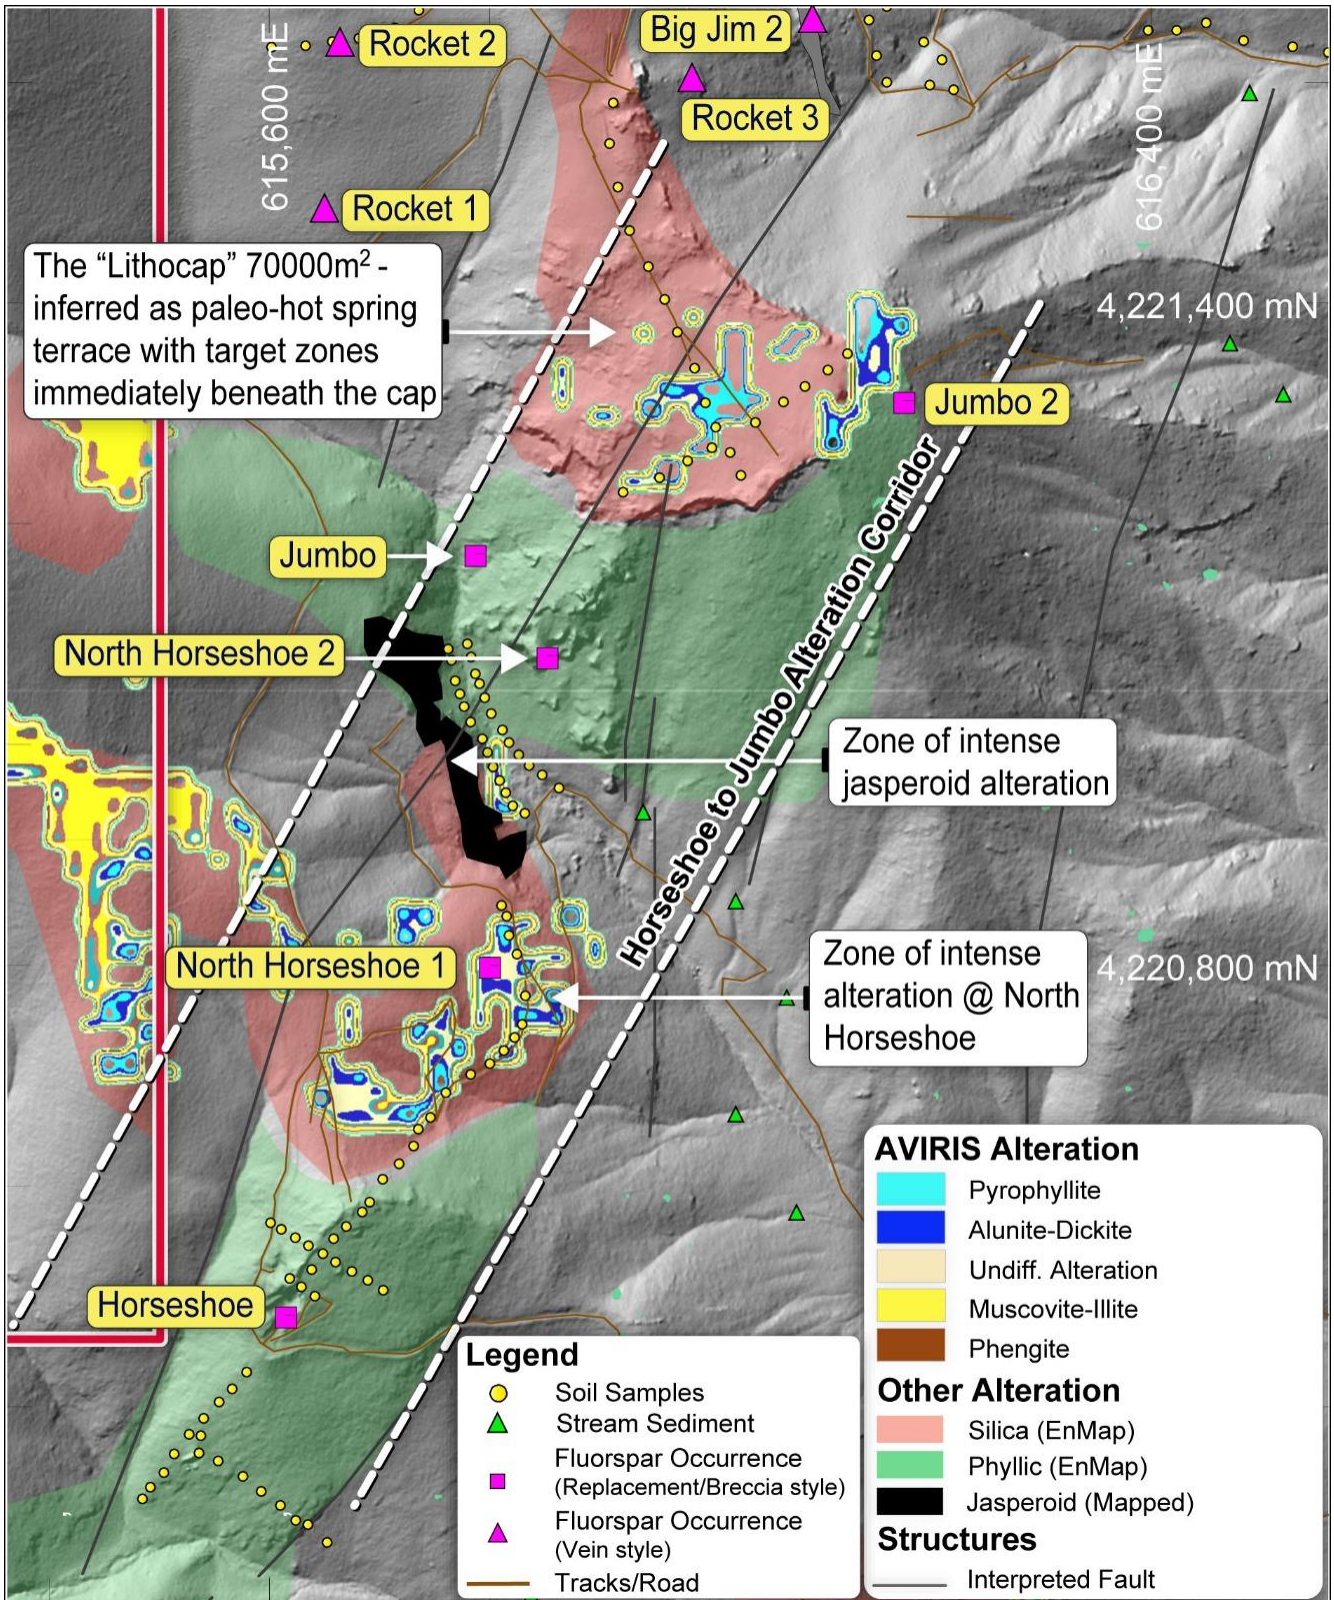 Rocket 2
Big Jim 2
Rocket 3
615,600 mE
616,400 mE
Rocket 1
The “Lithocap” 70000m² -
inferred as paleo-hot spring
terrace with target zones
immediately beneath the cap
4,221,400 mN
Jumbo 2
Jumbo
North Horseshoe 2
Horseshoe to Jumbo Alteration Corridor
Zone of intense
jasperoid alteration
North Horseshoe 1
Zone of intense
alteration @ North
Horseshoe
4,220,800 mN
Horseshoe
Legend
Soil Samples
Stream Sediment
Fluorspar Occurrence
(Replacement/Breccia style)
Fluorspar Occurrence
(Vein style)
Tracks/Road
AVIRIS Alteration
Pyrophyllite
Alunite-Dickite
Undiff. Alteration
Muscovite-Illite
Phengite
Other Alteration
Silica (EnMap)
Phyllic (EnMap)
Jasperoid (Mapped)
Structures
Interpreted Fault